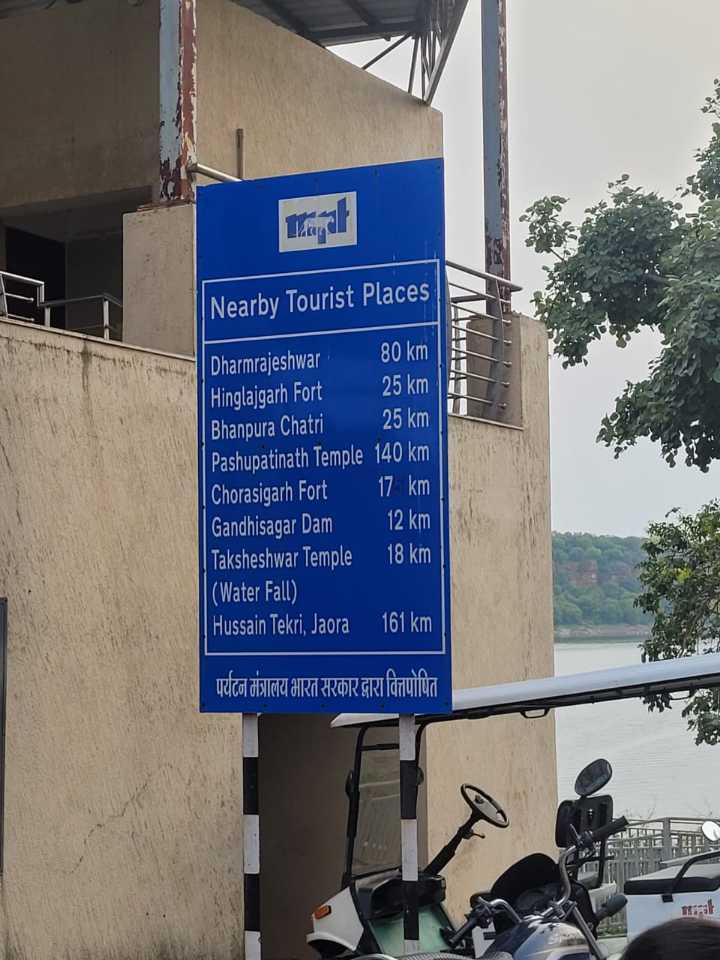 mpt
Nearby Tourist Places
Dharmrajeshwar 80 km
Hinglajgarh Fort 25 km
Bhanpura Chatri 25 km
Pashupatinath Temple 140 km
Chorasigarh Fort 17 km
Gandhisagar Dam 12 km
Taksheshwar Temple 18 km
(Water Fall)
Hussain Tekri, Jaora 161 km
पर्यटन मंत्रालय भारत सरकार द्वारा वित्तपोषित
mpt